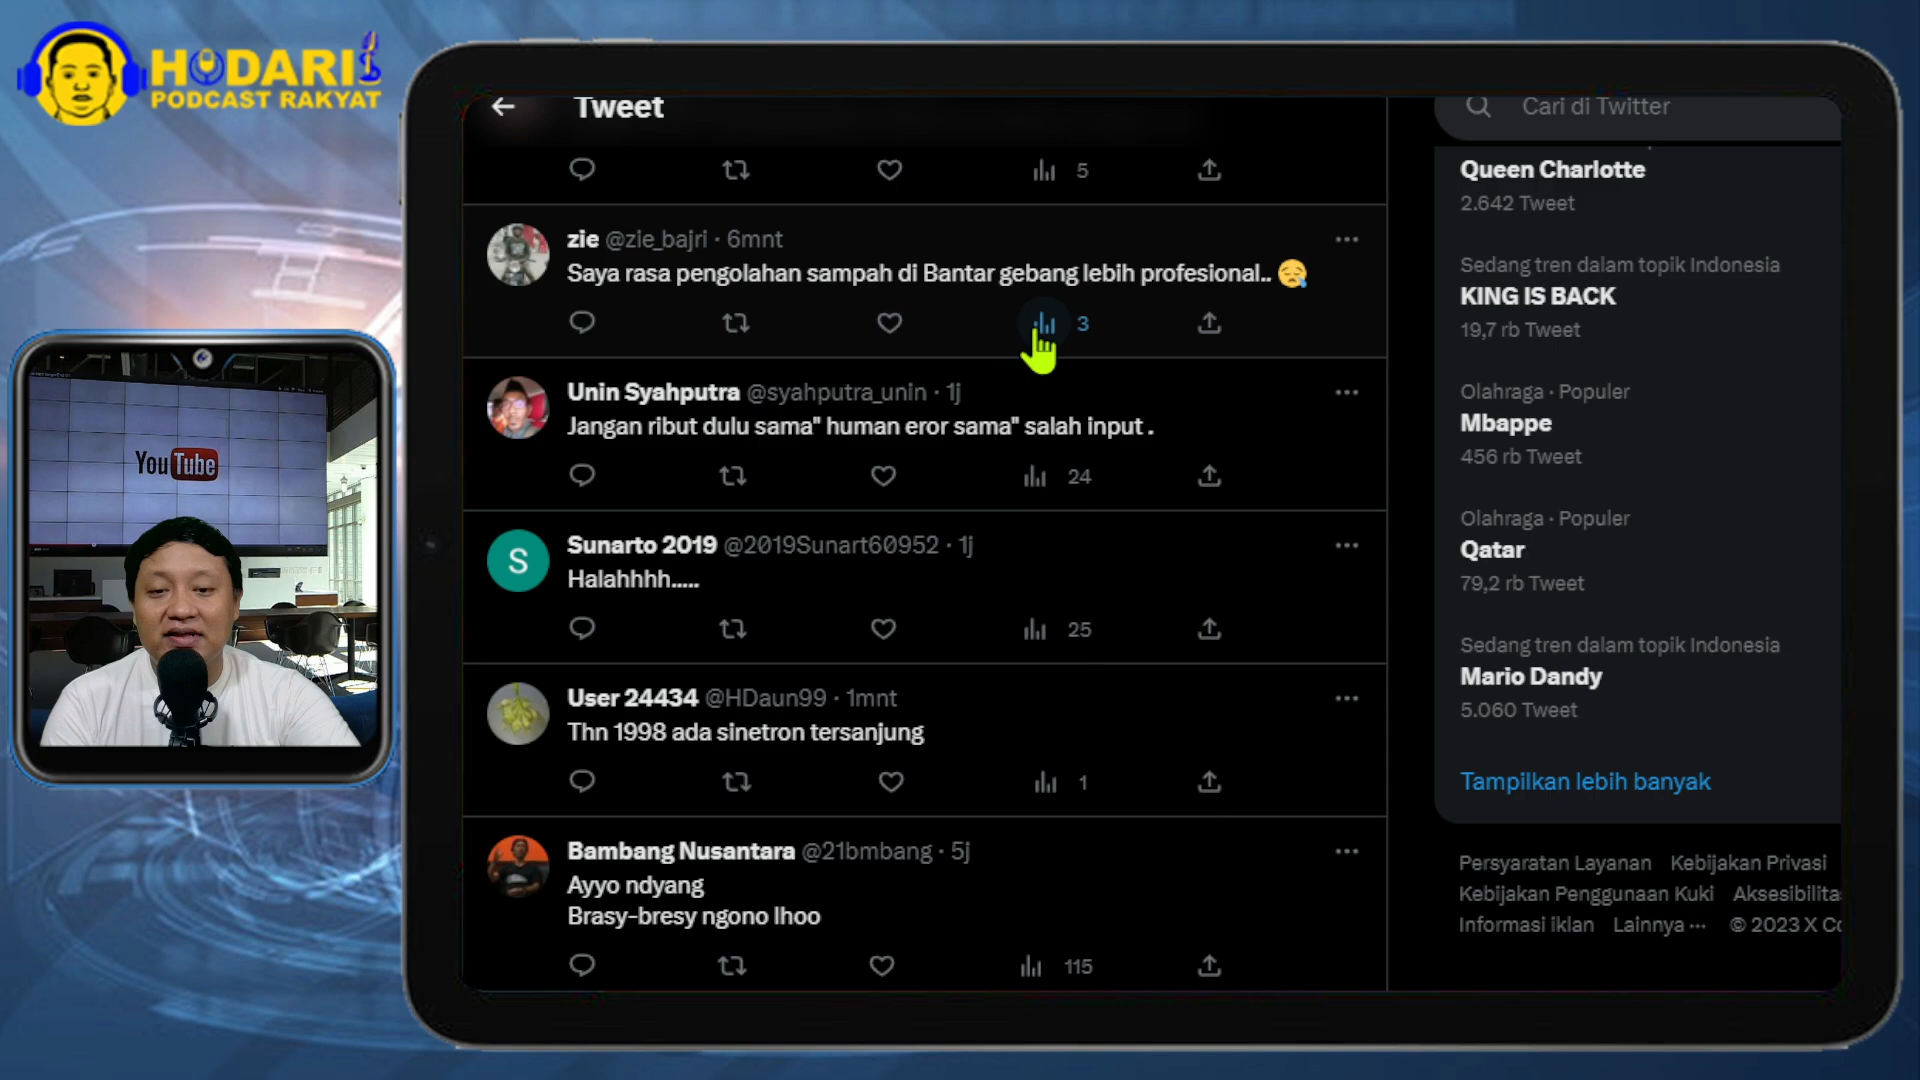 HODARI
PODCAST RAKYAT
YouTube
Tweet
5
zie @zie_bajri · 6mnt
Saya rasa pengolahan sampah di Bantar gebang lebih profesional.. 😪
3
Unin Syahputra @syahputra_unin · 1j
Jangan ribut dulu sama" human eror sama" salah input .
24
S
Sunarto 2019 @2019Sunart60952 · 1j
Halahhhh.....
25
User 24434 @HDaun99 · 1mnt
Thn 1998 ada sinetron tersanjung
1
Bambang Nusantara @21bmbang · 5j
Ayyo ndyang
Brasy-bresy ngono lhoo
115
Cari di Twitter
Queen Charlotte
2.642 Tweet
Sedang tren dalam topik Indonesia
KING IS BACK
19,7 rb Tweet
Olahraga · Populer
Mbappe
456 rb Tweet
Olahraga · Populer
Qatar
79,2 rb Tweet
Sedang tren dalam topik Indonesia
Mario Dandy
5.060 Tweet
Tampilkan lebih banyak
Persyaratan Layanan Kebijakan Privasi
Kebijakan Penggunaan Kuki Aksesibilita
Informasi iklan Lainnya ··· © 2023 X Co